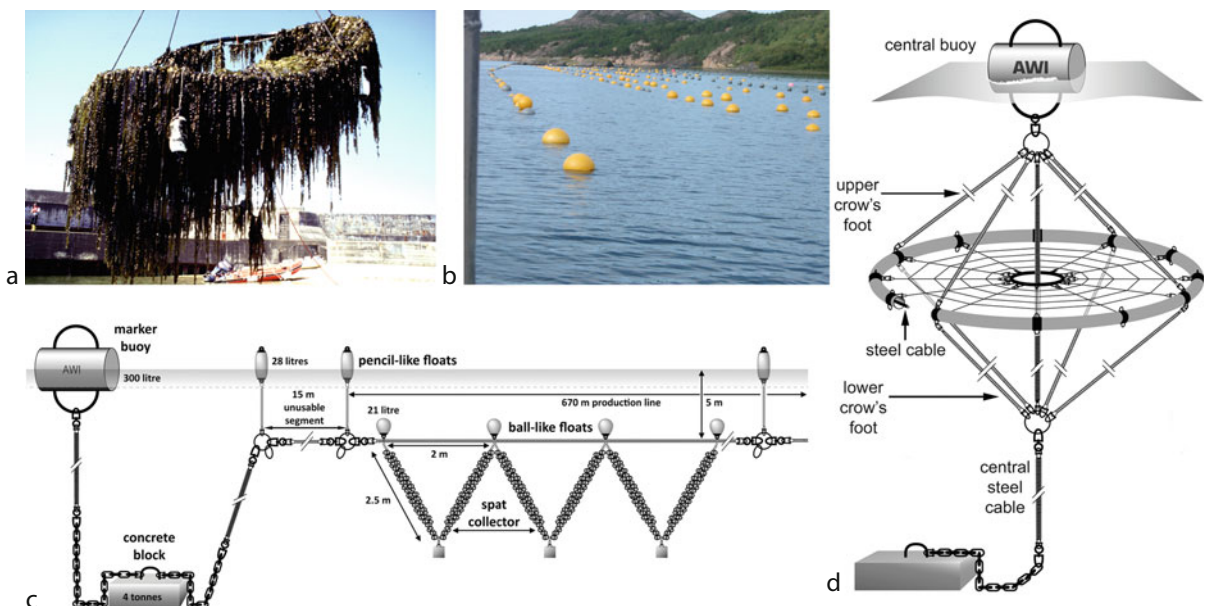 a
b
central buoy
AWI
upper
crow's
foot
steel cable
lower
crow's
foot
central
steel
cable
d
marker
buoy
AWI
300 litre
28 litres
pencil-like floats
15 m
unusable
segment
670 m production line
5 m
21 litre
ball-like floats
2 m
2.5 m
spat
collector
concrete
block
4 tonnes
c